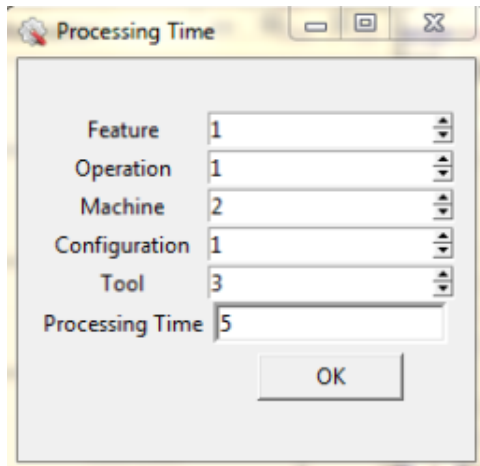 Processing Time
Feature 1
Operation 1
Machine 2
Configuration 1
Tool 3
Processing Time 5
OK